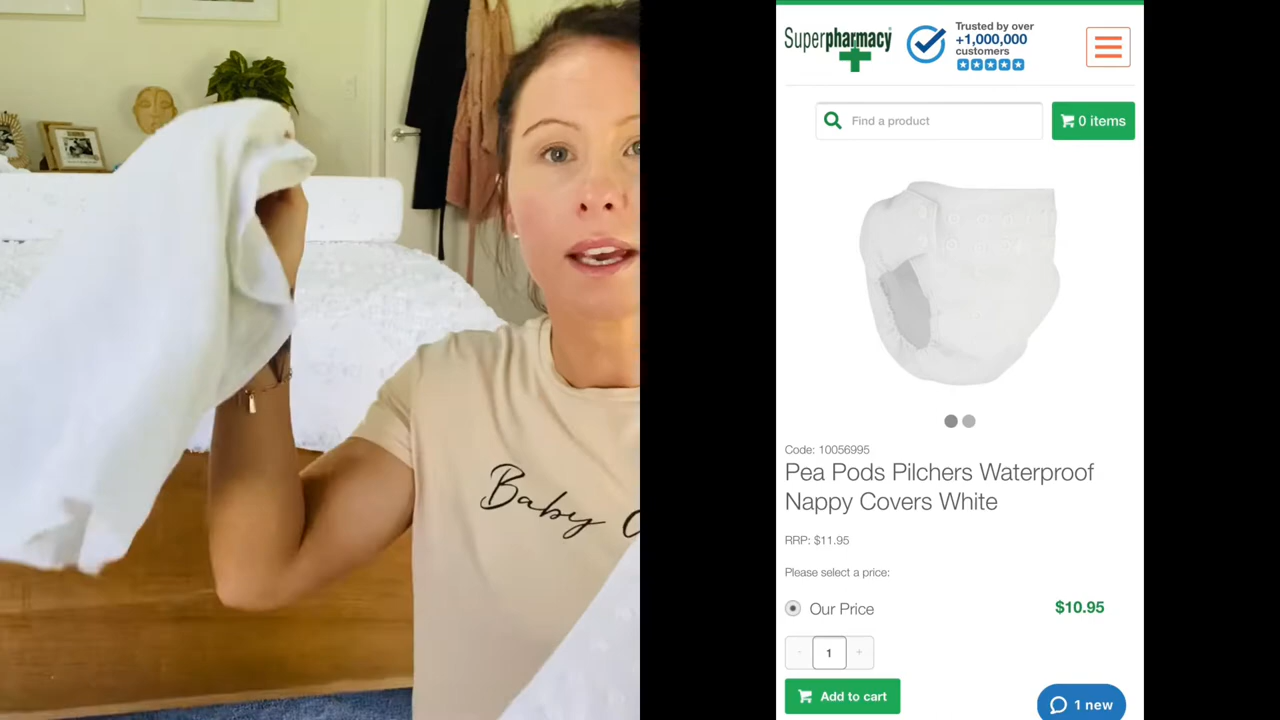 Baby
Superpharmacy
Trusted by over
+1,000,000
customers
Find a product
0 items
Code: 10056995
Pea Pods Pilchers Waterproof
Nappy Covers White
RRP: $11.95
Please select a price:
Our Price
$10.95
- 1 +
Add to cart
1 new